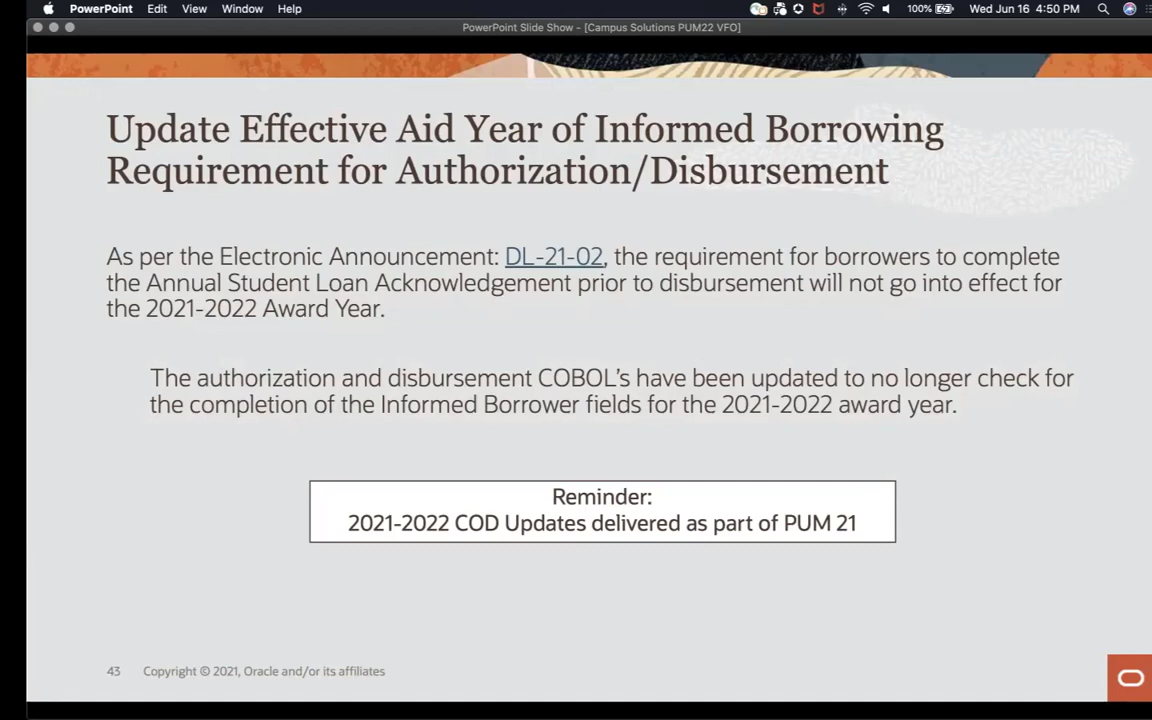 PowerPoint Edit View Window Help 100% Wed Jun 16 4:50 PM
PowerPoint Slide Show - [Campus Solutions PUM22 VFO]
Update Effective Aid Year of Informed Borrowing
Requirement for Authorization/Disbursement
As per the Electronic Announcement: DL-21-02, the requirement for borrowers to complete
the Annual Student Loan Acknowledgement prior to disbursement will not go into effect for
the 2021-2022 Award Year.
The authorization and disbursement COBOL's have been updated to no longer check for
the completion of the Informed Borrower fields for the 2021-2022 award year.
Reminder:
2021-2022 COD Updates delivered as part of PUM 21
43 Copyright © 2021, Oracle and/or its affiliates